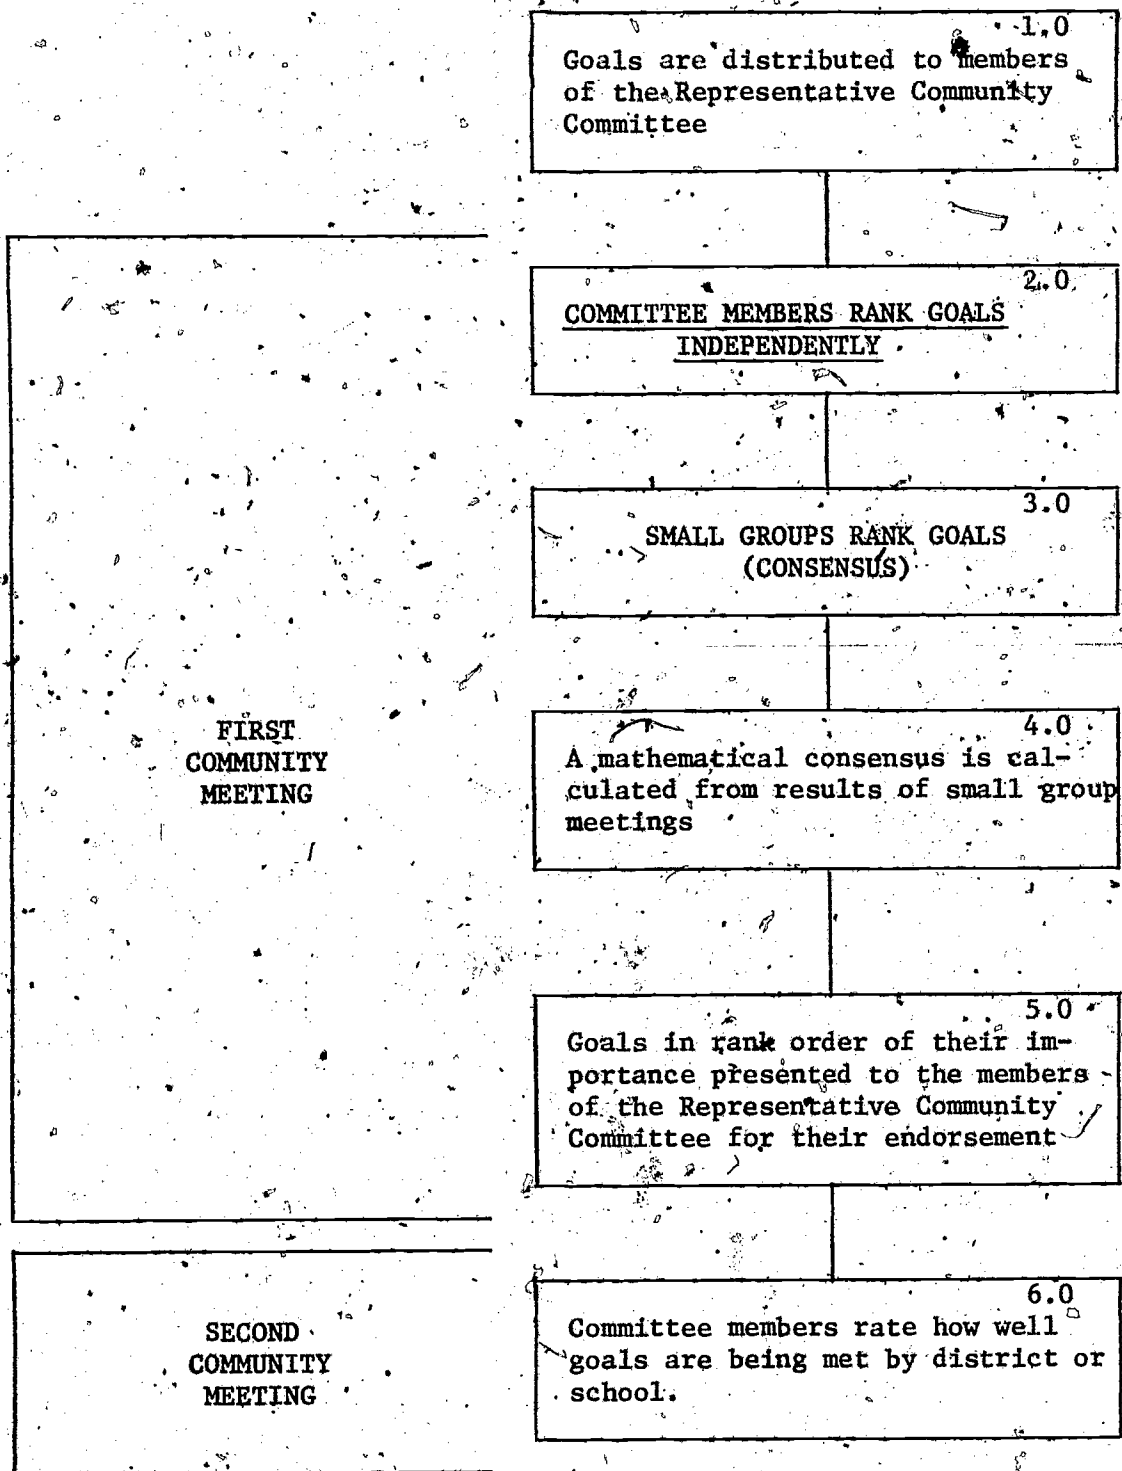 1.0
Goals are distributed to members
of the Representative Community
Committee
2.0
COMMITTEE MEMBERS RANK GOALS
INDEPENDENTLY
3.0
SMALL GROUPS RANK GOALS
(CONSENSUS)
FIRST
COMMUNITY
MEETING
4.0
A mathematical consensus is cal-
culated from results of small group
meetings
5.0
Goals in rank order of their im-
portance presented to the members
of the Representative Community
Committee for their endorsement
SECOND
COMMUNITY
MEETING
6.0
Committee members rate how well
goals are being met by district or
school.